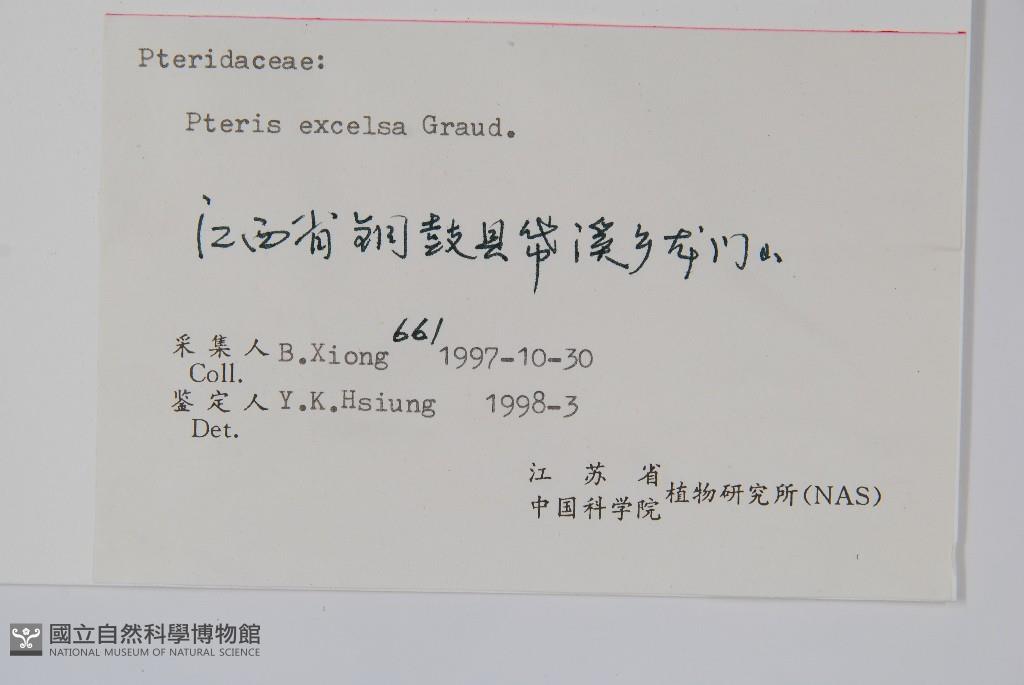 Pteridaceae:
Pteris excelsa Graud.
江西省铜鼓县带溪乡龙门山
661
采集人 B.Xiong 1997-10-30
Coll.
鉴定人 Y.K.Hsiung 1998-3
Det.
江苏省
中国科学院 植物研究所(NAS)
國立自然科學博物館
NATIONAL MUSEUM OF NATURAL SCIENCE